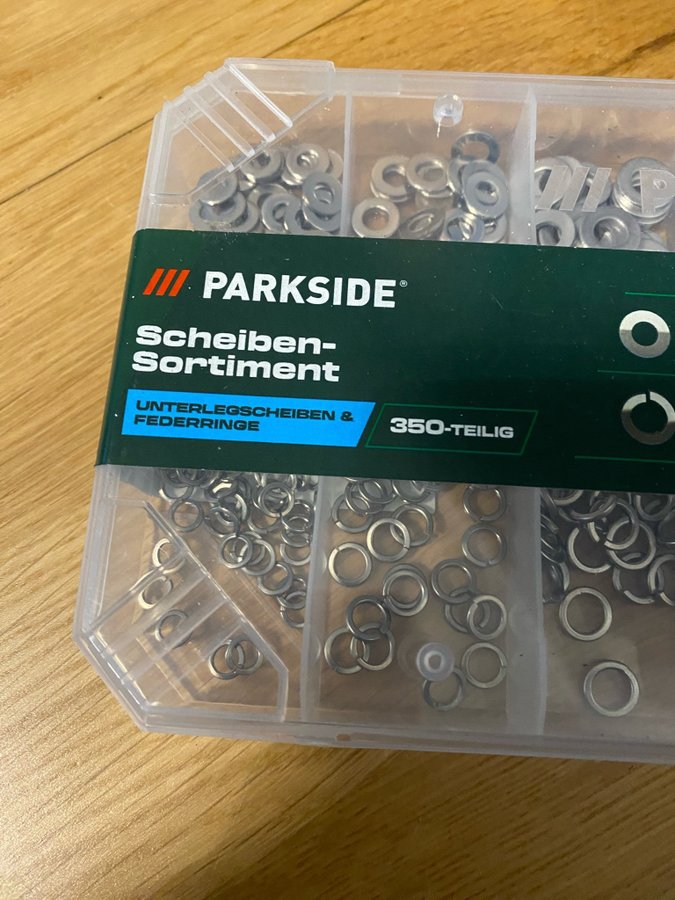 PARKSIDE®
Scheiben-
Sortiment
UNTERLEGSCHEIBEN &
FEDERRINGE
350-TEILIG